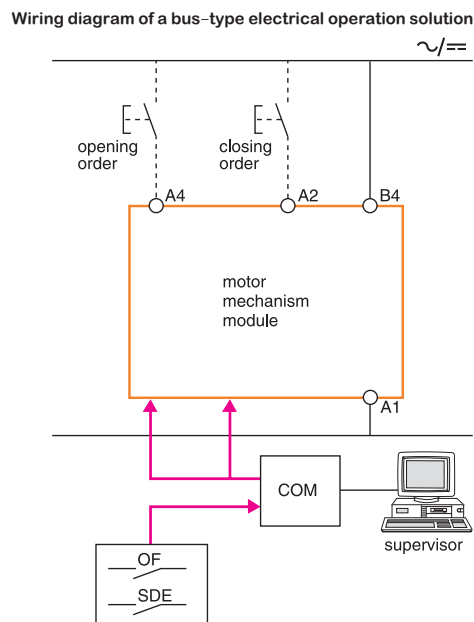 Wiring diagram of a bus-type electrical operation solution
∼/⎓
opening
order
closing
order
A4
A2
B4
motor
mechanism
module
A1
COM
supervisor
OF
SDE